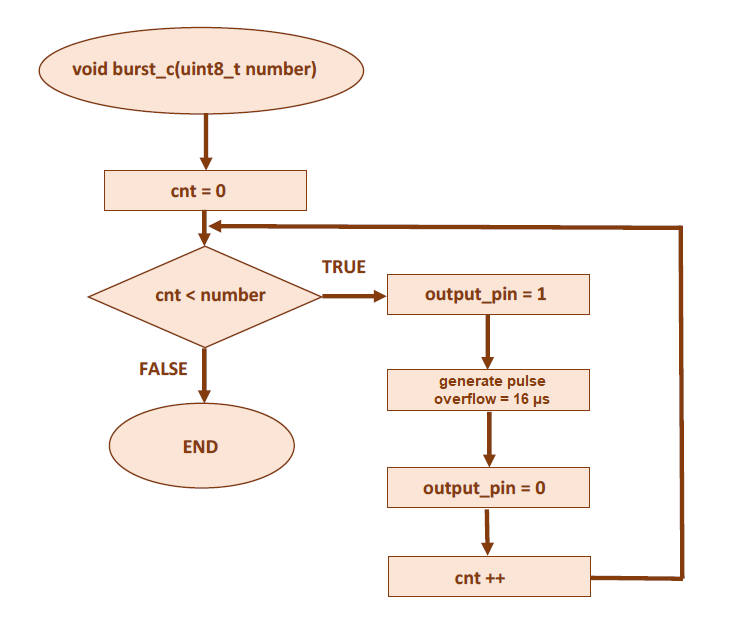 void burst_c(uint8_t number)
cnt = 0
cnt < number
TRUE
output_pin = 1
generate pulse
overflow = 16 µs
output_pin = 0
cnt ++
FALSE
END